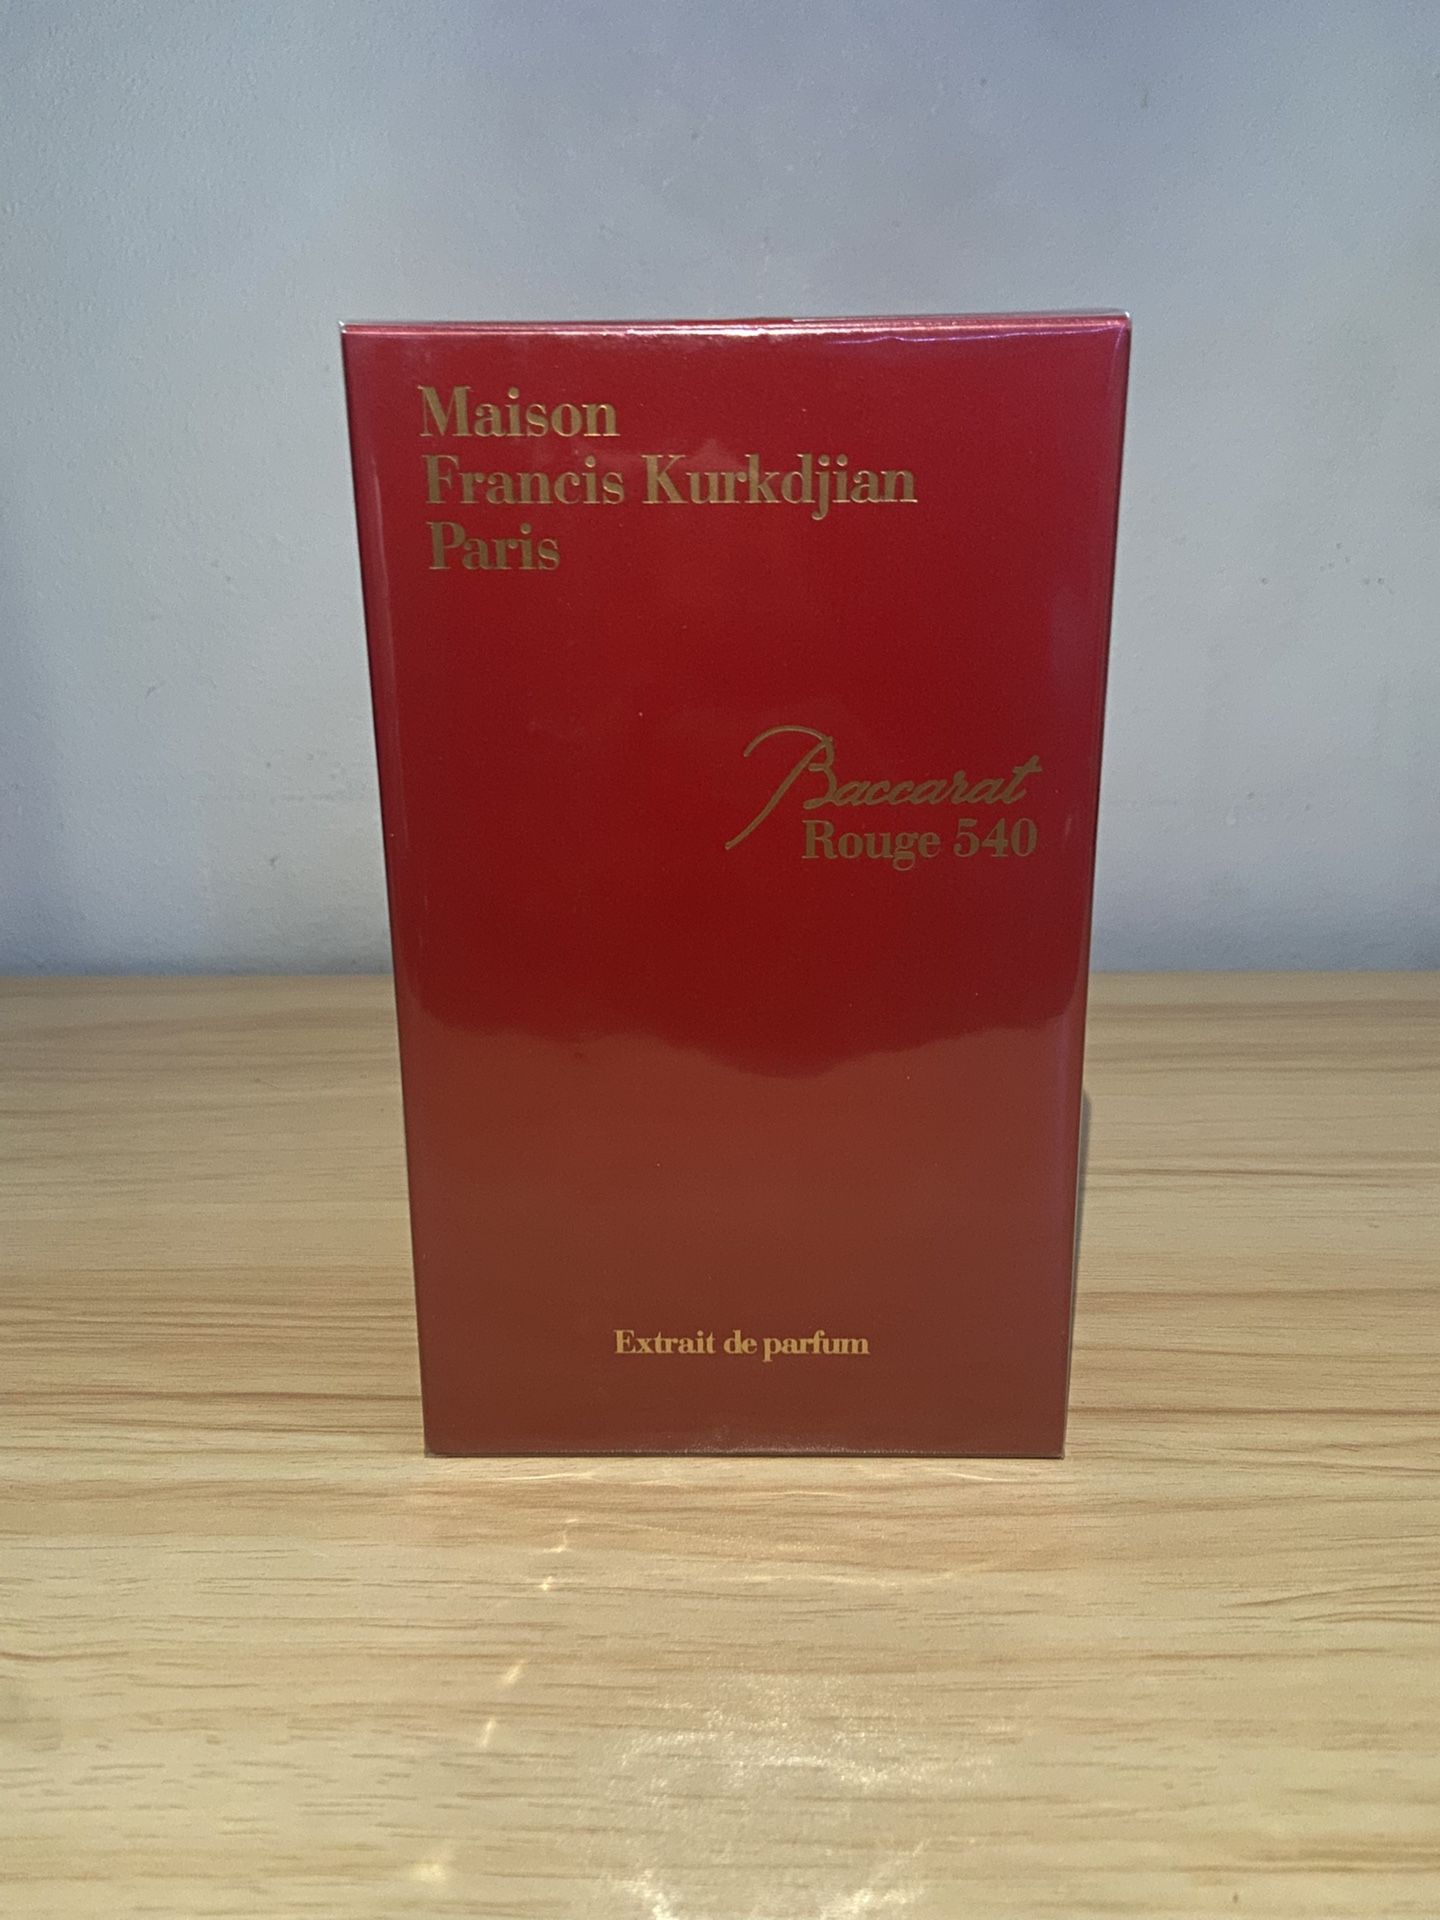 Maison
Francis Kurkdjian
Paris
Baccarat
Rouge 540
Extrait de parfum